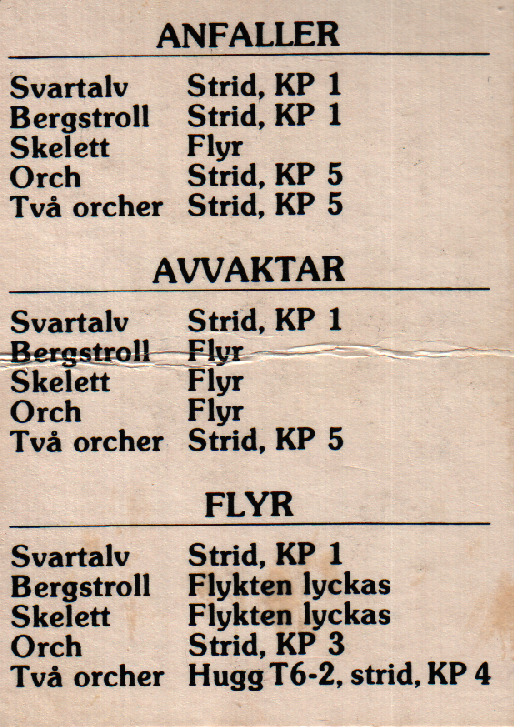 ANFALLER
Svartalv Strid, KP 1
Bergstroll Strid, KP 1
Skelett Flyr
Orch Strid, KP 5
Två orcher Strid, KP 5
AVVAKTAR
Svartalv Strid, KP 1
Bergstroll Flyr
Skelett Flyr
Orch Flyr
Två orcher Strid, KP 5
FLYR
Svartalv Strid, KP 1
Bergstroll Flykten lyckas
Skelett Flykten lyckas
Orch Strid, KP 3
Två orcher Hugg T6-2, strid, KP 4